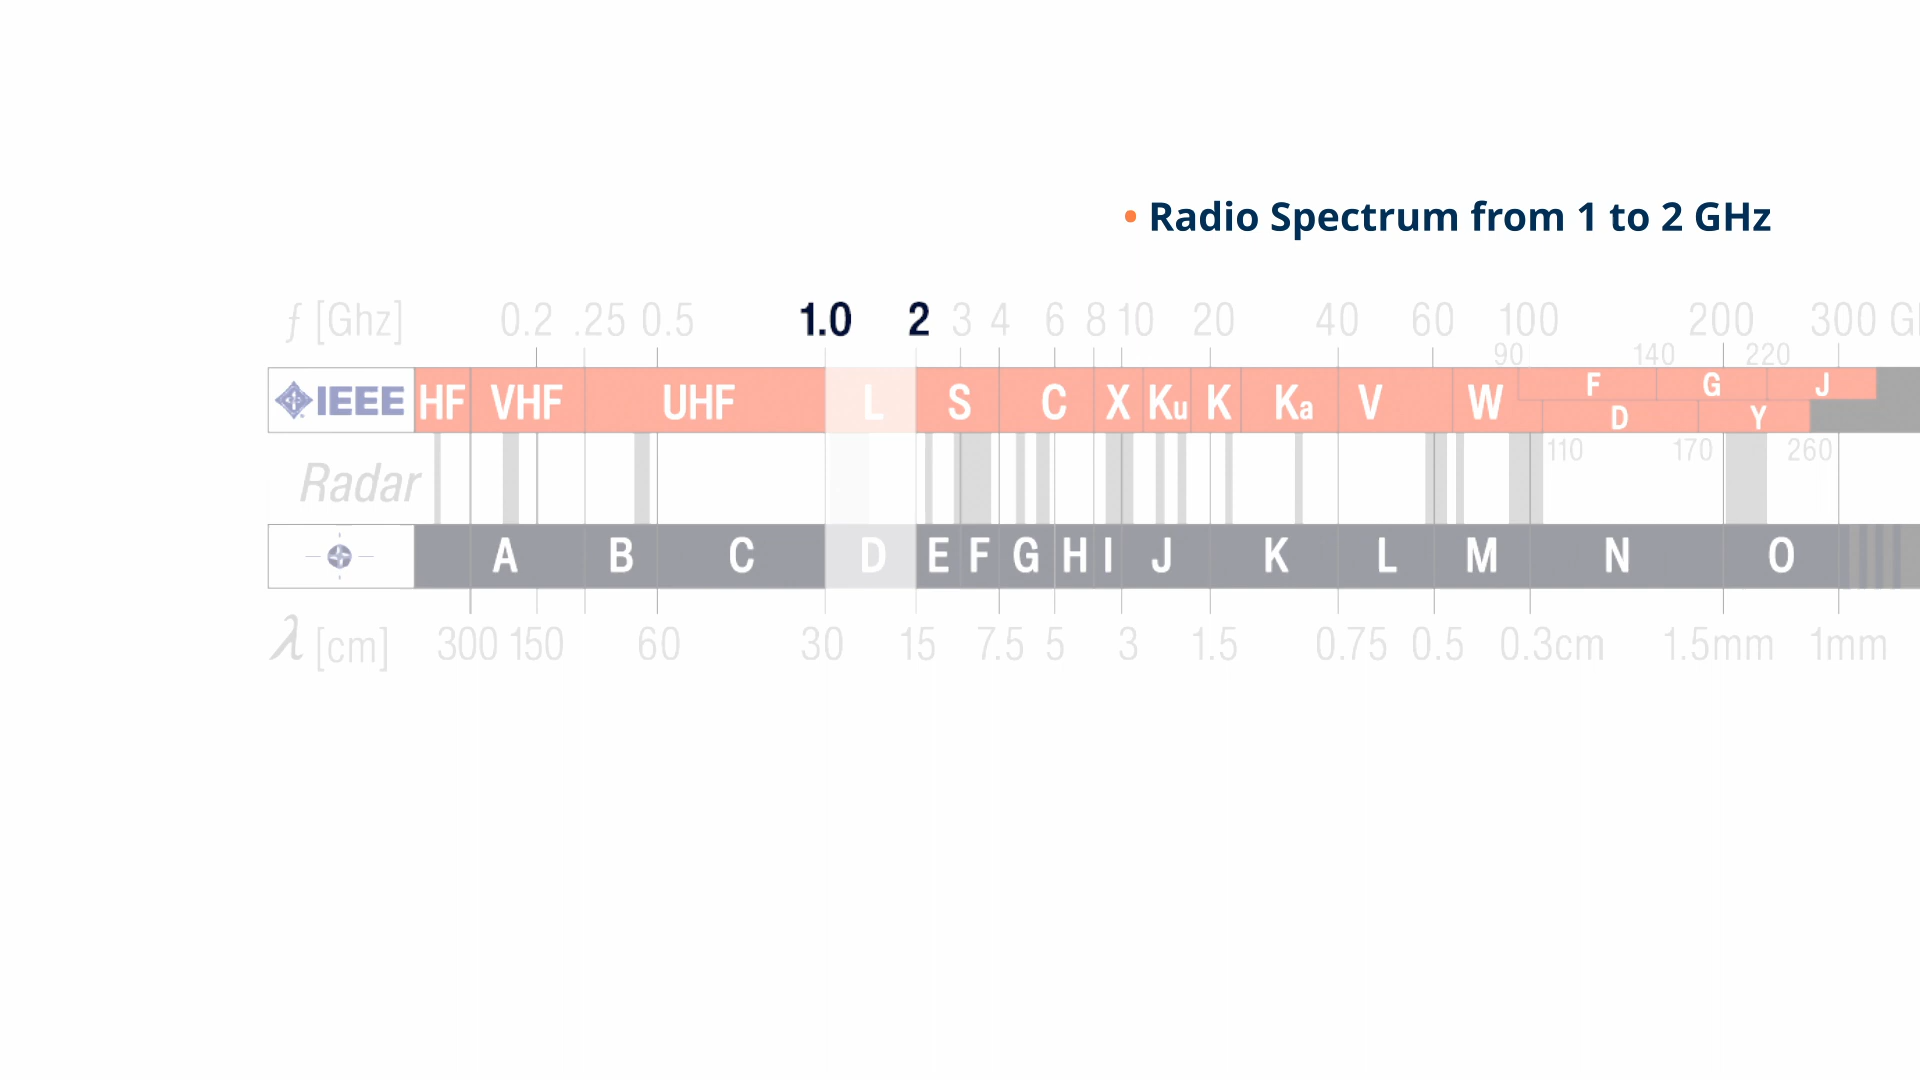 • Radio Spectrum from 1 to 2 GHz
ƒ [Ghz] 0.2 .25 0.5 1.0 2 3 4 6 8 10 20 40 60 100 200 300 G
90 140 220
IEEE HF VHF UHF L S C X Ku K Ka V W F G J
D Y
110 170 260
Radar
A B C D E F G H I J K L M N O
λ [cm] 300 150 60 30 15 7.5 5 3 1.5 0.75 0.5 0.3cm 1.5mm 1mm